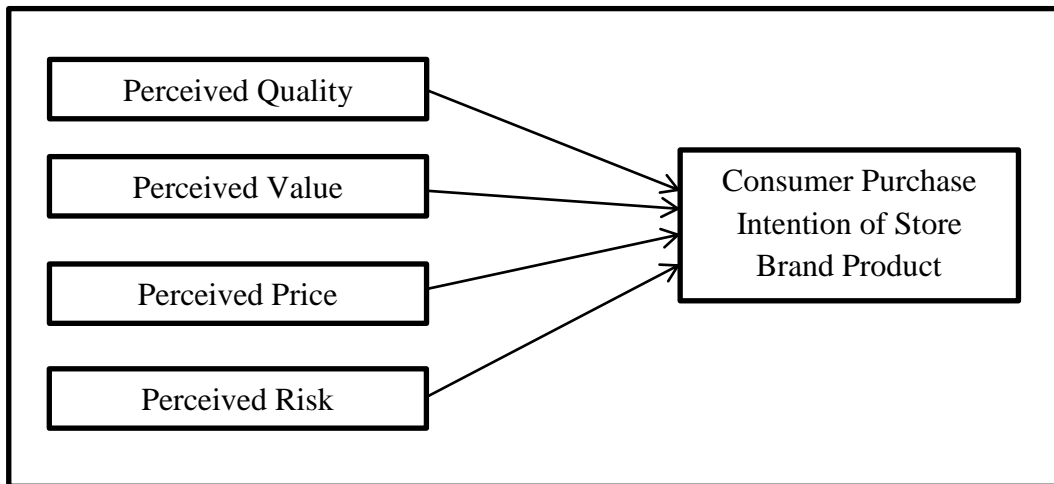 Perceived Quality
Perceived Value
Perceived Price
Perceived Risk
Consumer Purchase
Intention of Store
Brand Product